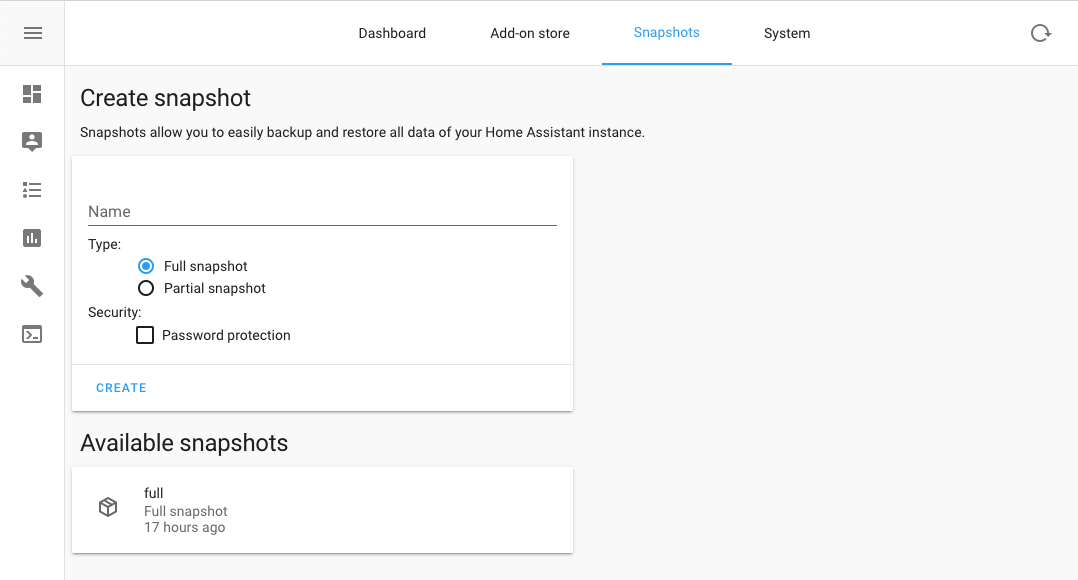 Dashboard Add-on store Snapshots System
Create snapshot
Snapshots allow you to easily backup and restore all data of your Home Assistant instance.
Name
Type:
Full snapshot
Partial snapshot
Security:
Password protection
CREATE
Available snapshots
full
Full snapshot
17 hours ago